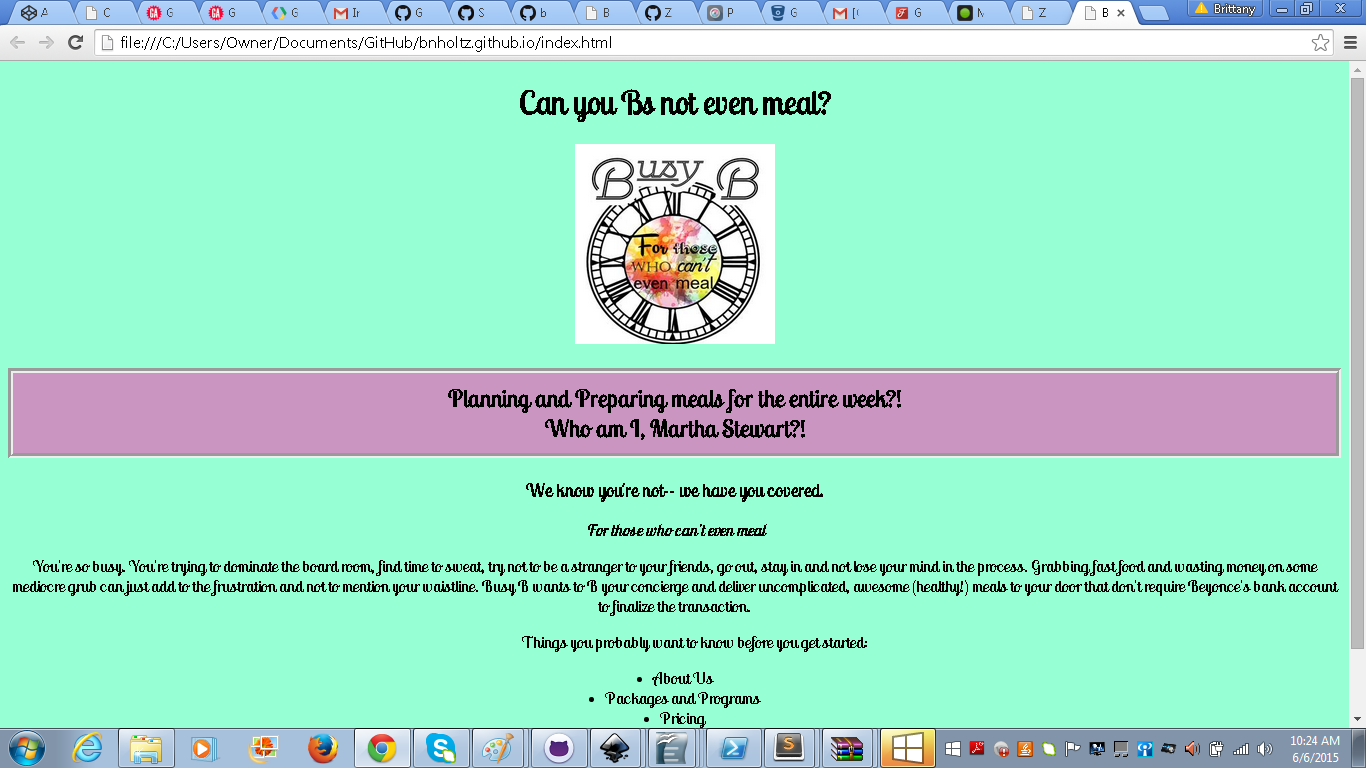 A
C
G
G
G
Ir
G
S
b
B
Z
G
G
M [(
G
N
Z
B
Brittany
file:///C:/Users/Owner/Documents/GitHub/bnholtz.github.io/index.html
Can you Bs not even meal?
Busy B
For those
WHO can't
even meal
Planning and Preparing meals for the entire week?!
Who am I, Martha Stewart?!
We know you're not-- we have you covered.
For those who can't even meal
You're so busy. You're trying to dominate the board room, find time to sweat, try not to be a stranger to your friends, go out, stay in and not lose your mind in the process. Grabbing fast food and wasting money on some
mediocre grub can just add to the frustration and not to mention your waistline. Busy B wants to B your concierge and deliver uncomplicated, awesome (healthy!) meals to your door that don't require Beyonce's bank account
to finalize the transaction.
Things you probably want to know before you get started:
• About Us
• Packages and Programs
• Pricing
10:24 AM
6/6/2015